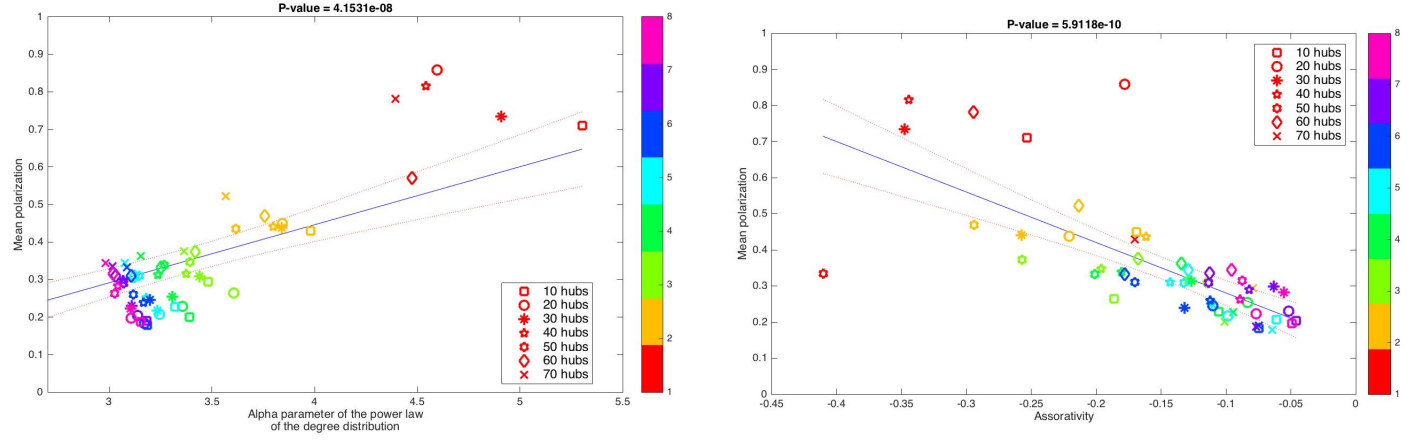 P-value = 4.1531e-08
1
0.9
0.8
0.7
0.6
0.5
0.4
0.3
0.2
0.1
0
Mean polarization
3
3.5
4
4.5
5
5.5
Alpha parameter of the power law
of the degree distribution
10 hubs
20 hubs
30 hubs
40 hubs
50 hubs
60 hubs
70 hubs
8
7
6
5
4
3
2
1
P-value = 5.9118e-10
1
0.9
0.8
0.7
0.6
0.5
0.4
0.3
0.2
0.1
0
Mean polarization
-0.45
-0.4
-0.35
-0.3
-0.25
-0.2
-0.15
-0.1
-0.05
0
Assorativity
10 hubs
20 hubs
30 hubs
40 hubs
50 hubs
60 hubs
70 hubs
8
7
6
5
4
3
2
1